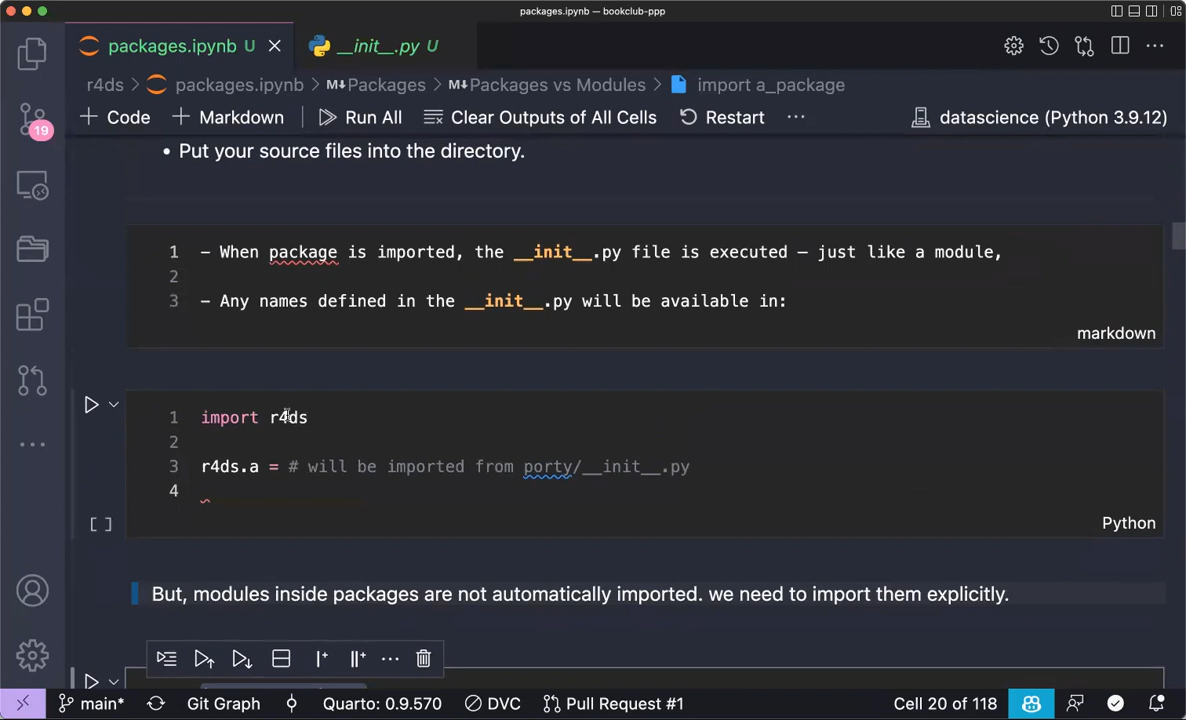 packages.ipynb — bookclub-ppp
packages.ipynb U __init__.py U
r4ds > packages.ipynb > M↓Packages > M↓Packages vs Modules > import a_package
+ Code + Markdown Run All Clear Outputs of All Cells Restart ... datascience (Python 3.9.12)
• Put your source files into the directory.
19
1 - When package is imported, the __init__.py file is executed — just like a module,
2
3 - Any names defined in the __init__.py will be available in:
markdown
1 import r4ds
2
3 r4ds.a = # will be imported from porty/__init__.py
4
[ ]
Python
But, modules inside packages are not automatically imported. we need to import them explicitly.
main* Git Graph Quarto: 0.9.570 DVC Pull Request #1 Cell 20 of 118